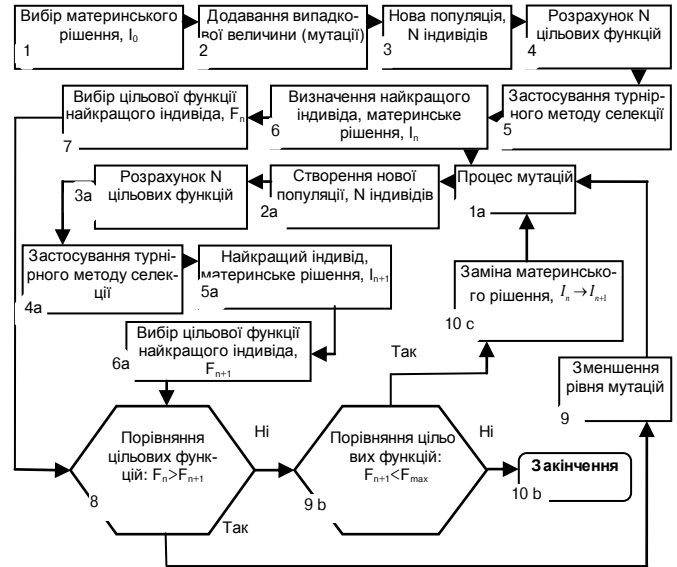 Вибір материнського
рішення, I0
1
Додавання випадко-
вої величини (мутації)
2
Нова популяція,
N індивідів
3
Розрахунок N
цільових функцій
4
Вибір цільової функції
найкращого індивіда, Fn
7
Визначення найкращого
індивіда, материнське
рішення, In
6
Застосування турнір-
ного методу селекції
5
Розрахунок N
цільових функцій
3а
Створення нової
популяції, N індивідів
2а
Процес мутацій
1а
Застосування турні-
рного методу селек-
ції
4а
Найкращий індивід,
материнське рішення, In+1
5а
Заміна материнсько-
го рішення, In → In+1
10 с
Вибір цільової функції
найкращого індивіда,
Fn+1
6а
Так
Зменшення
рівня мутацій
9
Порівняння
цільових функ-
цій: Fn>Fn+1
8
Ні
Порівняння цільо
вих функцій:
Fn+1<Fmax
9 b
Ні
Закінчення
10 b
Так